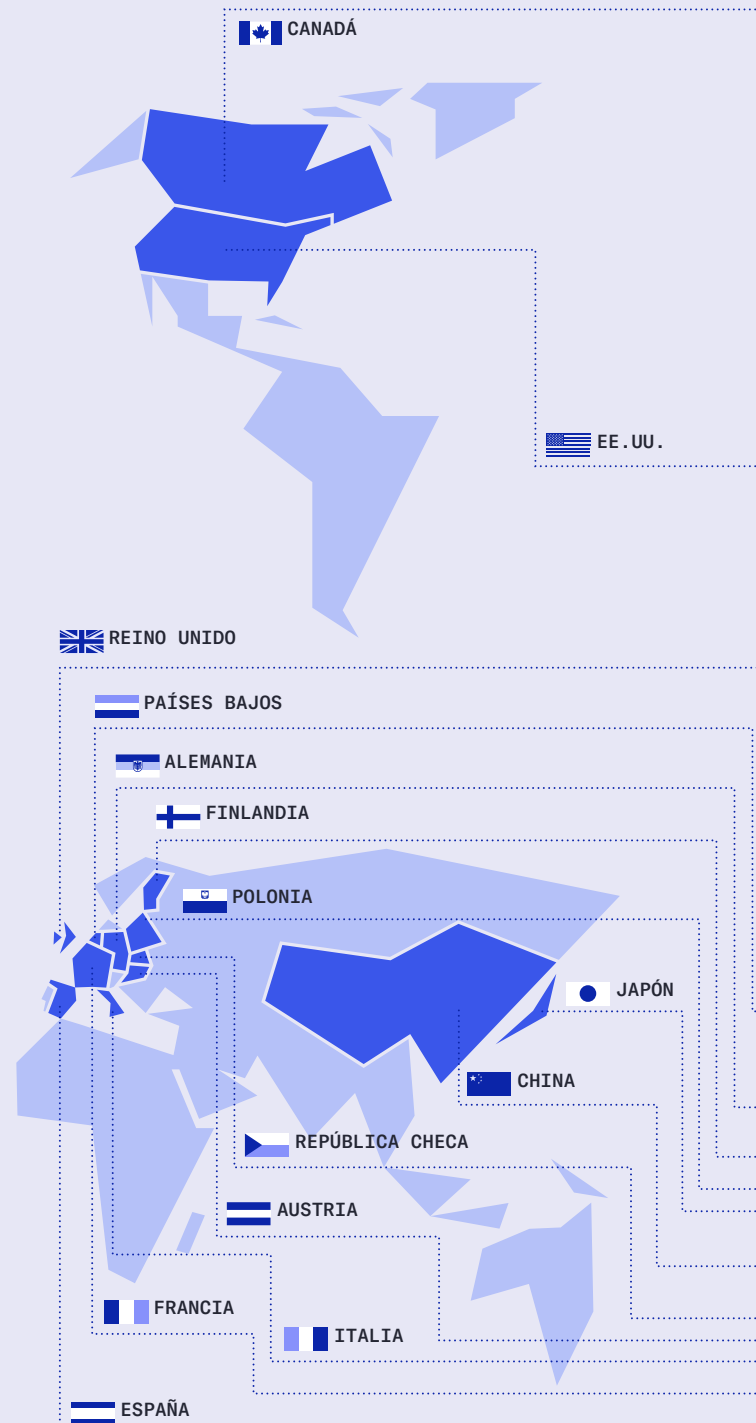 CANADÁ
EE.UU.
REINO UNIDO
PAÍSES BAJOS
ALEMANIA
FINLANDIA
POLONIA
JAPÓN
CHINA
REPÚBLICA CHECA
AUSTRIA
FRANCIA
ITALIA
ESPAÑA